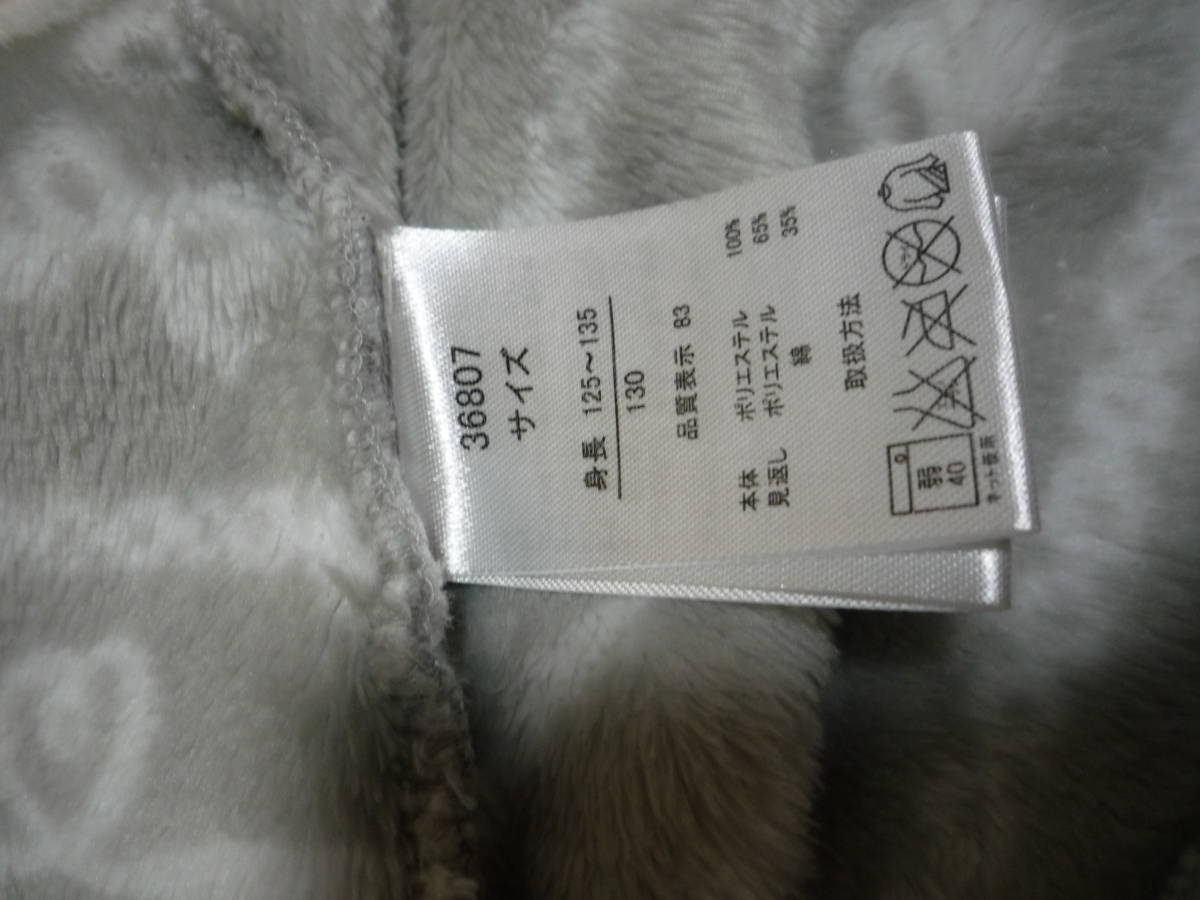 36807
サイズ
身長 125～135
130
品質表示 83
本体 ポリエステル 100%
見返し ポリエステル 65%
綿 35%
取扱方法
弱
40
ネット使用